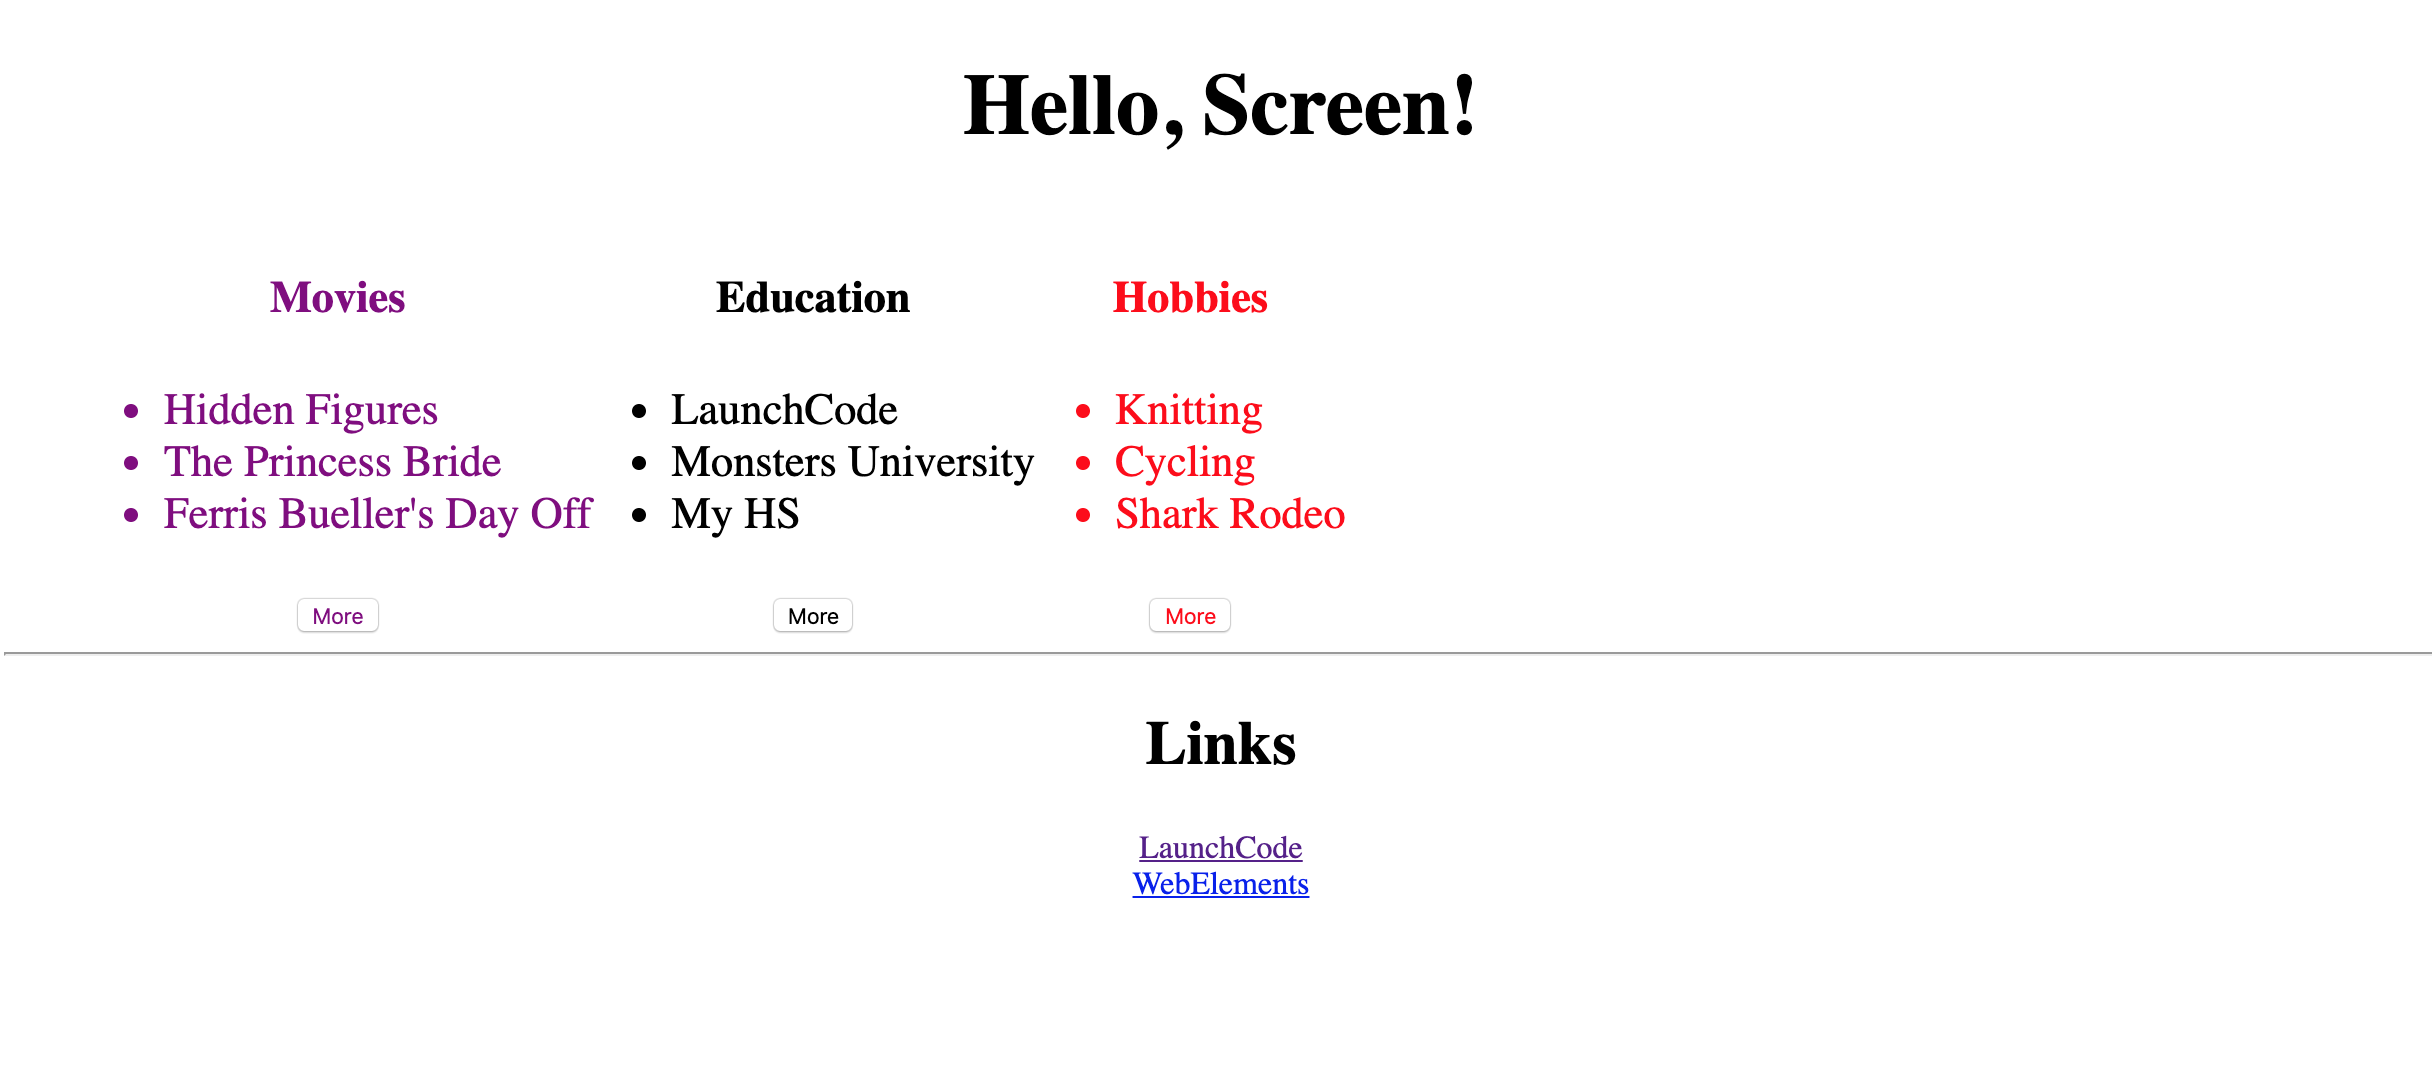 Hello, Screen!
Movies
Hidden Figures
The Princess Bride
Ferris Bueller's Day Off
More
Education
LaunchCode
Monsters University
My HS
More
Hobbies
Knitting
Cycling
Shark Rodeo
More
Links
LaunchCode
WebElements